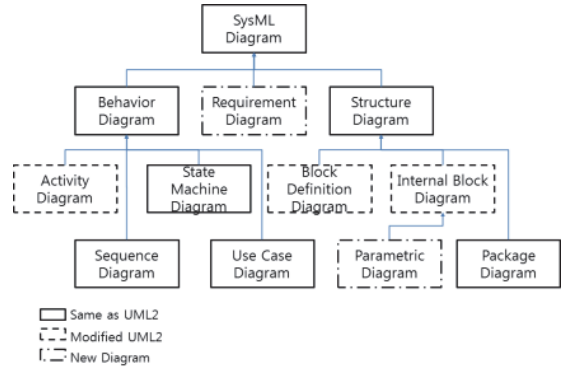 SysML
Diagram
Behavior
Diagram
Requirement
Diagram
Structure
Diagram
Activity
Diagram
State
Machine
Diagram
Block
Definition
Diagram
Internal Block
Diagram
Sequence
Diagram
Use Case
Diagram
Parametric
Diagram
Package
Diagram
Same as UML2
Modified UML2
New Diagram